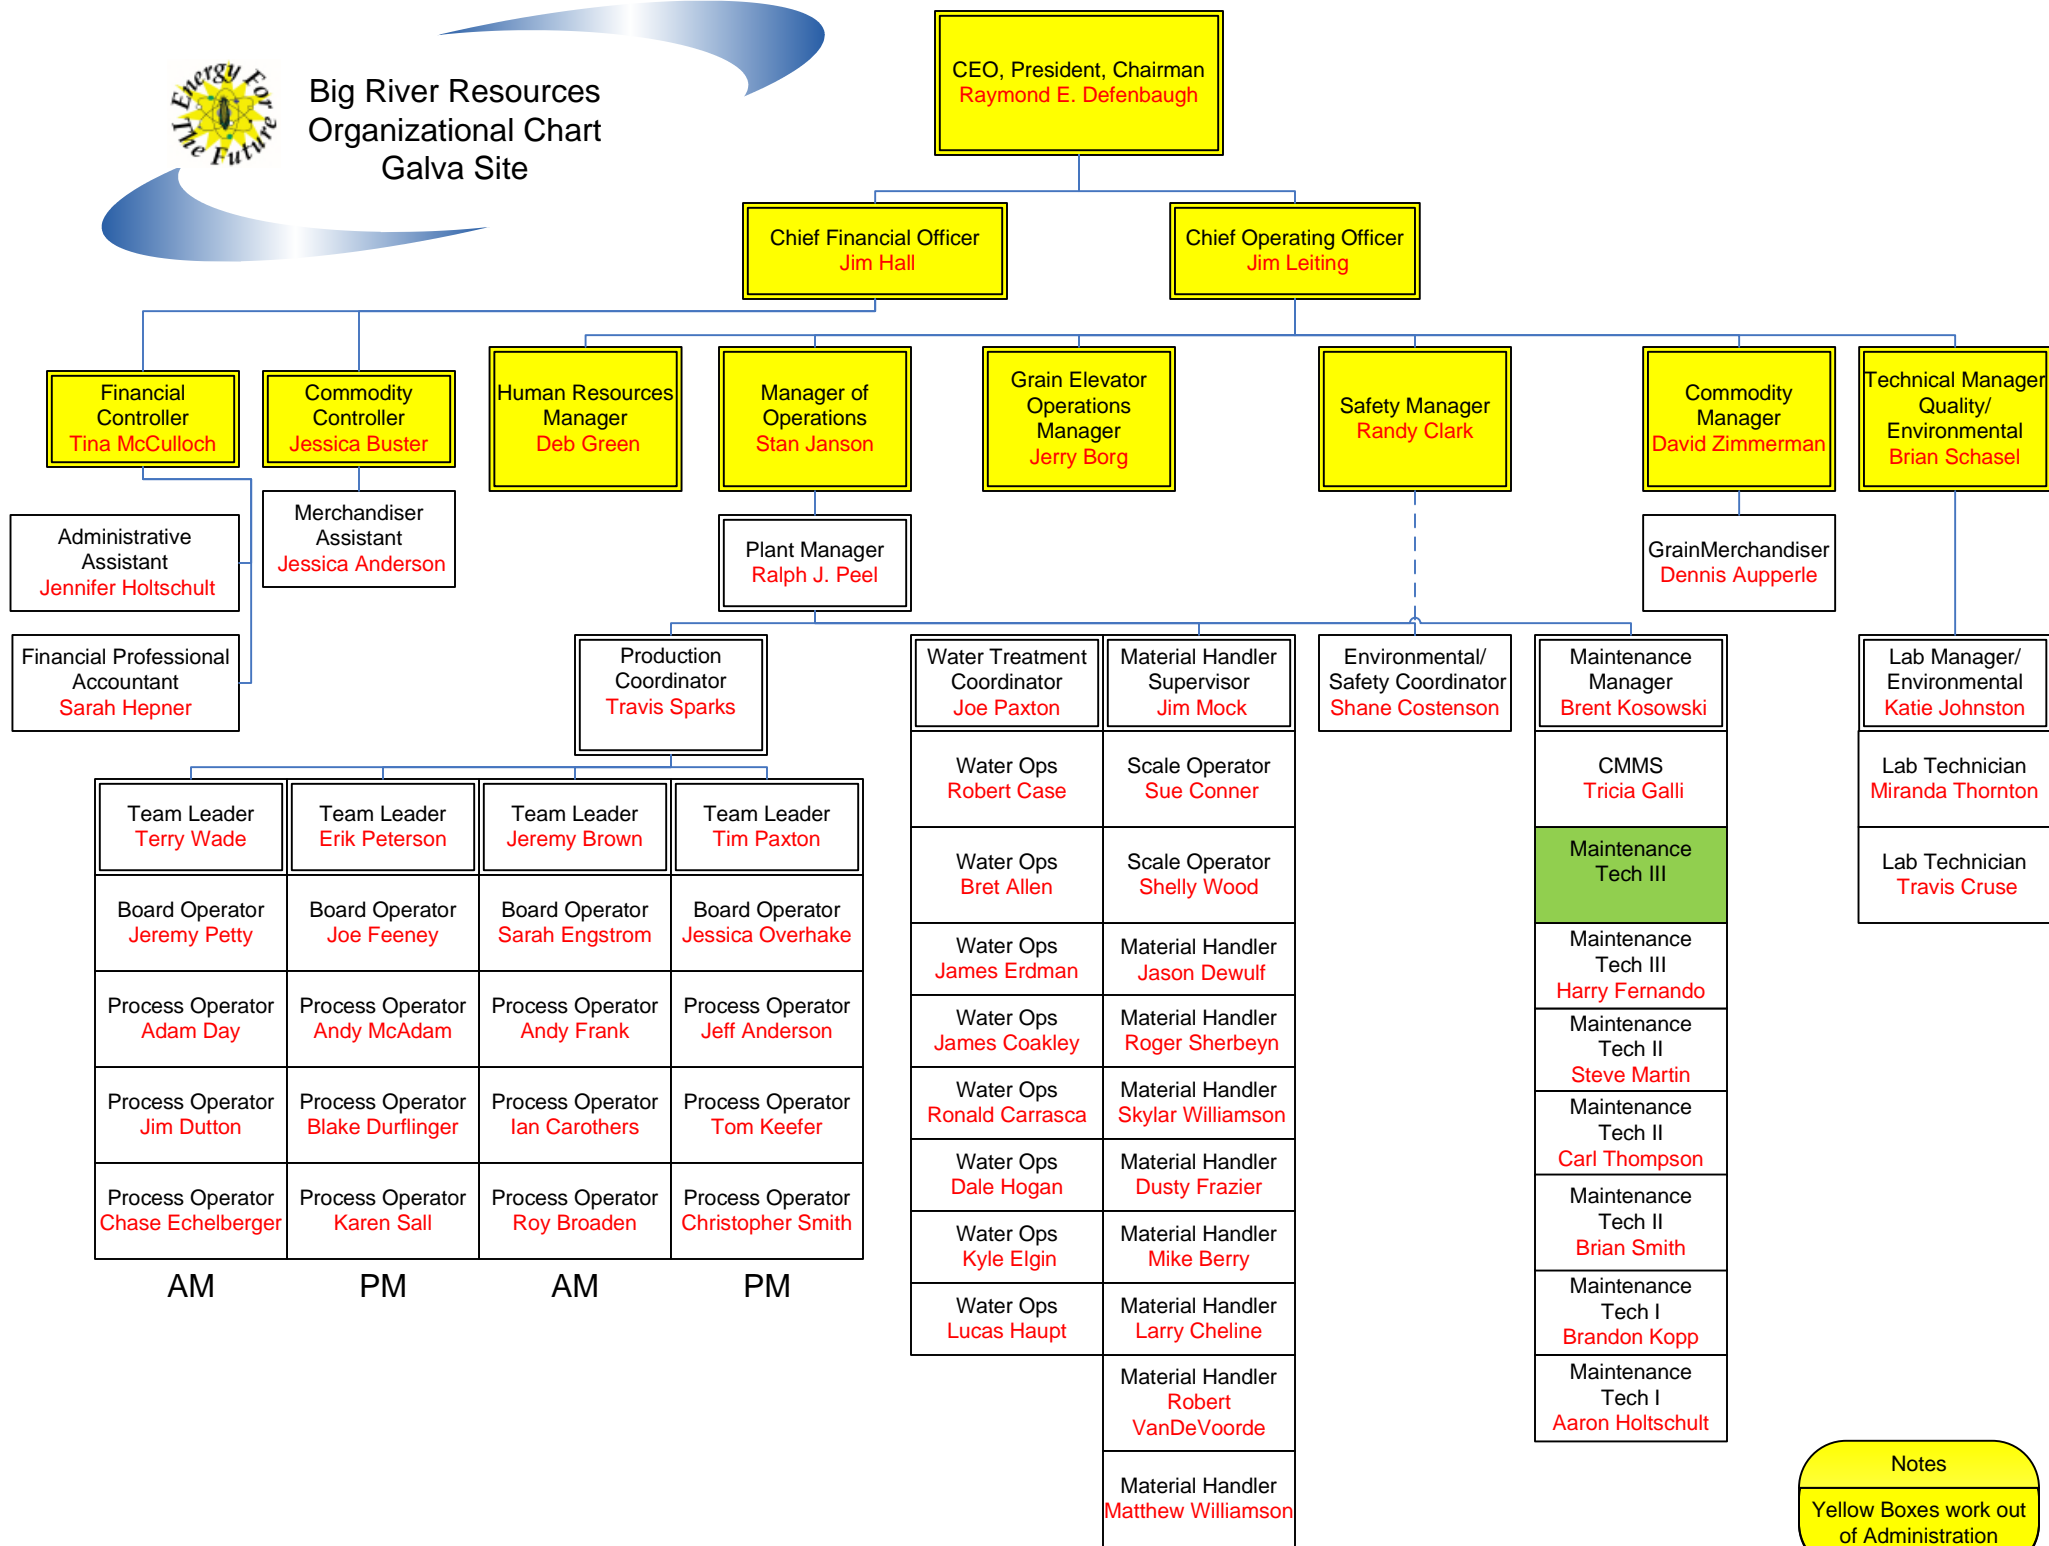 Energy For
The Future
Big River Resources
Organizational Chart
Galva Site
CEO, President, Chairman
Raymond E. Defenbaugh
Chief Financial Officer
Jim Hall
Chief Operating Officer
Jim Leiting
Financial
Controller
Tina McCulloch
Commodity
Controller
Jessica Buster
Human Resources
Manager
Deb Green
Manager of
Operations
Stan Janson
Grain Elevator
Operations
Manager
Jerry Borg
Safety Manager
Randy Clark
Commodity
Manager
David Zimmerman
Technical Manager
Quality/
Environmental
Brian Schasel
Administrative
Assistant
Jennifer Holtschult
Merchandiser
Assistant
Jessica Anderson
Plant Manager
Ralph J. Peel
GrainMerchandiser
Dennis Aupperle
Financial Professional
Accountant
Sarah Hepner
Production
Coordinator
Travis Sparks
Water Treatment
Coordinator
Joe Paxton
Material Handler
Supervisor
Jim Mock
Environmental/
Safety Coordinator
Shane Costenson
Maintenance
Manager
Brent Kosowski
Lab Manager/
Environmental
Katie Johnston
Team Leader
Terry Wade
Board Operator
Jeremy Petty
Process Operator
Adam Day
Process Operator
Jim Dutton
Process Operator
Chase Echelberger
AM
Team Leader
Erik Peterson
Board Operator
Joe Feeney
Process Operator
Andy McAdam
Process Operator
Blake Durflinger
Process Operator
Karen Sall
PM
Team Leader
Jeremy Brown
Board Operator
Sarah Engstrom
Process Operator
Andy Frank
Process Operator
Ian Carothers
Process Operator
Roy Broaden
AM
Team Leader
Tim Paxton
Board Operator
Jessica Overhake
Process Operator
Jeff Anderson
Process Operator
Tom Keefer
Process Operator
Christopher Smith
PM
Water Ops
Robert Case
Water Ops
Bret Allen
Water Ops
James Erdman
Water Ops
James Coakley
Water Ops
Ronald Carrasca
Water Ops
Dale Hogan
Water Ops
Kyle Elgin
Water Ops
Lucas Haupt
Scale Operator
Sue Conner
Scale Operator
Shelly Wood
Material Handler
Jason Dewulf
Material Handler
Roger Sherbeyn
Material Handler
Skylar Williamson
Material Handler
Dusty Frazier
Material Handler
Mike Berry
Material Handler
Larry Cheline
Material Handler
Robert
VanDeVoorde
Material Handler
Matthew Williamson
CMMS
Tricia Galli
Maintenance
Tech III
Maintenance
Tech III
Harry Fernando
Maintenance
Tech II
Steve Martin
Maintenance
Tech II
Carl Thompson
Maintenance
Tech II
Brian Smith
Maintenance
Tech I
Brandon Kopp
Maintenance
Tech I
Aaron Holtschult
Lab Technician
Miranda Thornton
Lab Technician
Travis Cruse
Notes
Yellow Boxes work out
of Administration